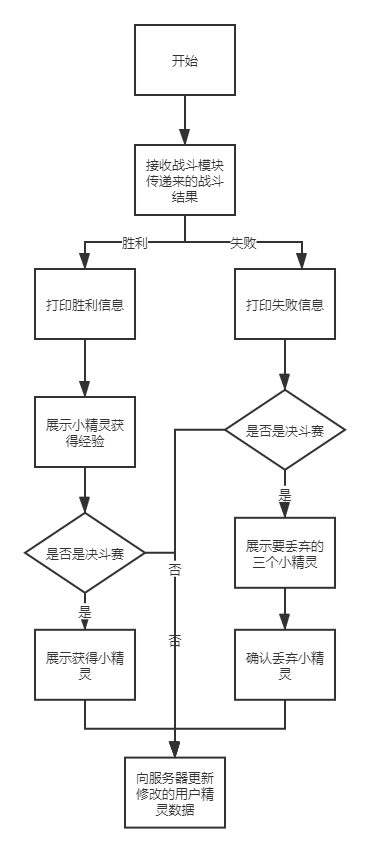 开始
接收战斗模块
传递来的战斗
结果
胜利
失败
打印胜利信息
打印失败信息
展示小精灵获
得经验
是否是决斗赛
是
展示要丢弃的
三个小精灵
是否是决斗赛
否
是
否
展示获得小精
灵
确认丢弃小精
灵
向服务器更新
修改的用户精
灵数据